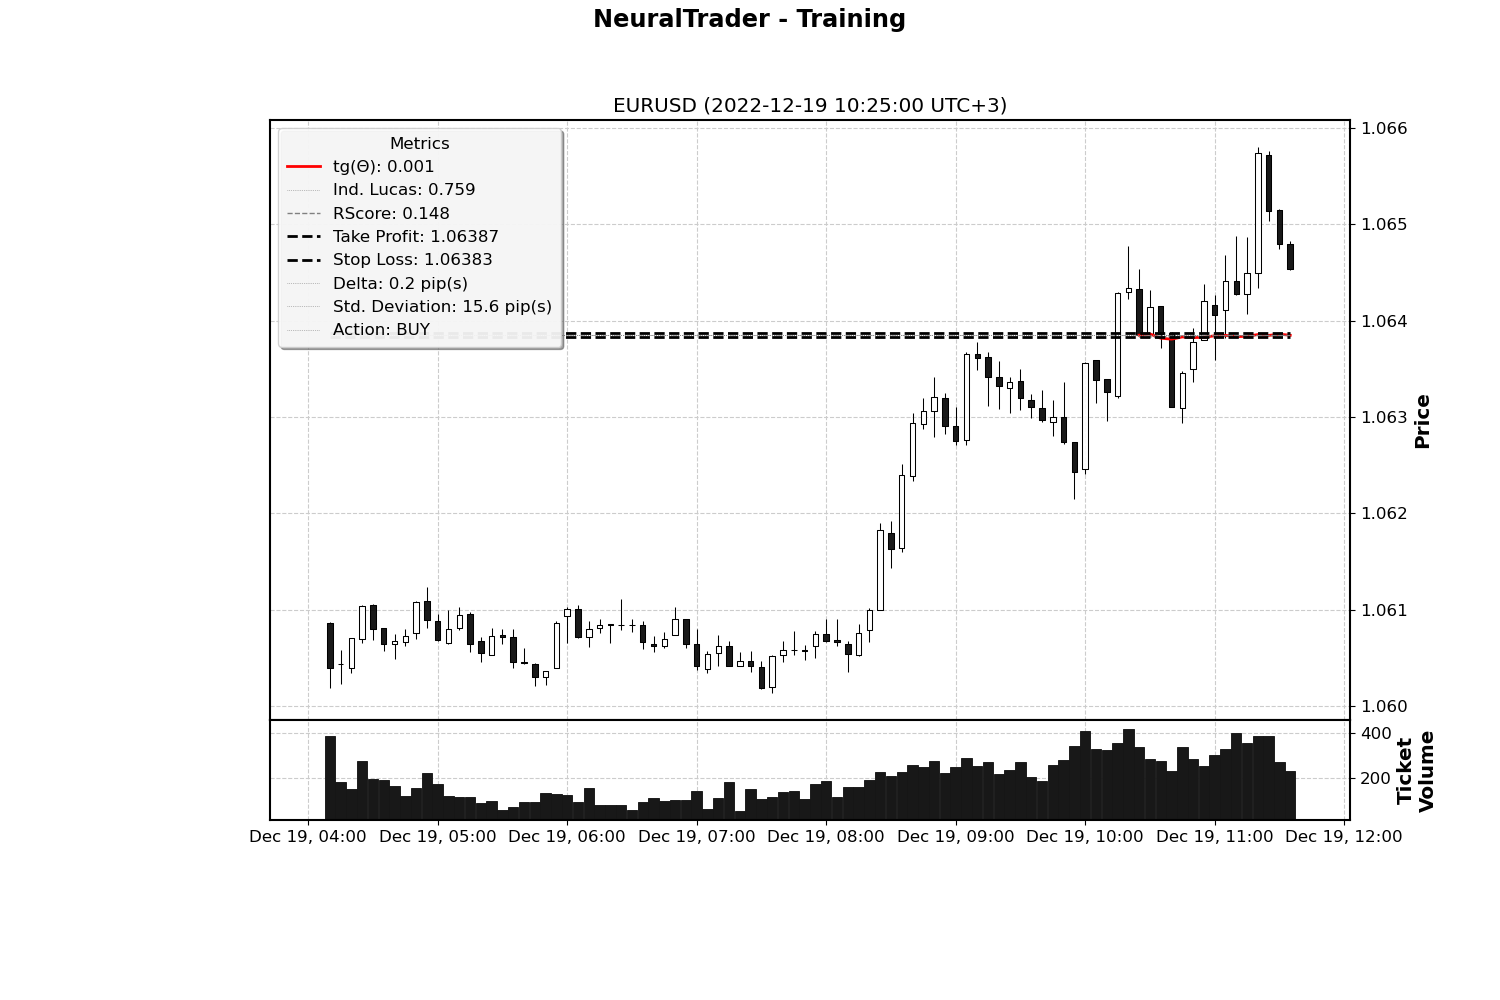 NeuralTrader - Training
EURUSD (2022-12-19 10:25:00 UTC+3)
Metrics
tg(Θ): 0.001
Ind. Lucas: 0.759
RScore: 0.148
Take Profit: 1.06387
Stop Loss: 1.06383
Delta: 0.2 pip(s)
Std. Deviation: 15.6 pip(s)
Action: BUY
1.066
1.065
1.064
1.063
1.062
1.061
1.060
Price
400
200
Ticket
Volume
Dec 19, 04:00 Dec 19, 05:00 Dec 19, 06:00 Dec 19, 07:00 Dec 19, 08:00 Dec 19, 09:00 Dec 19, 10:00 Dec 19, 11:00 Dec 19, 12:00